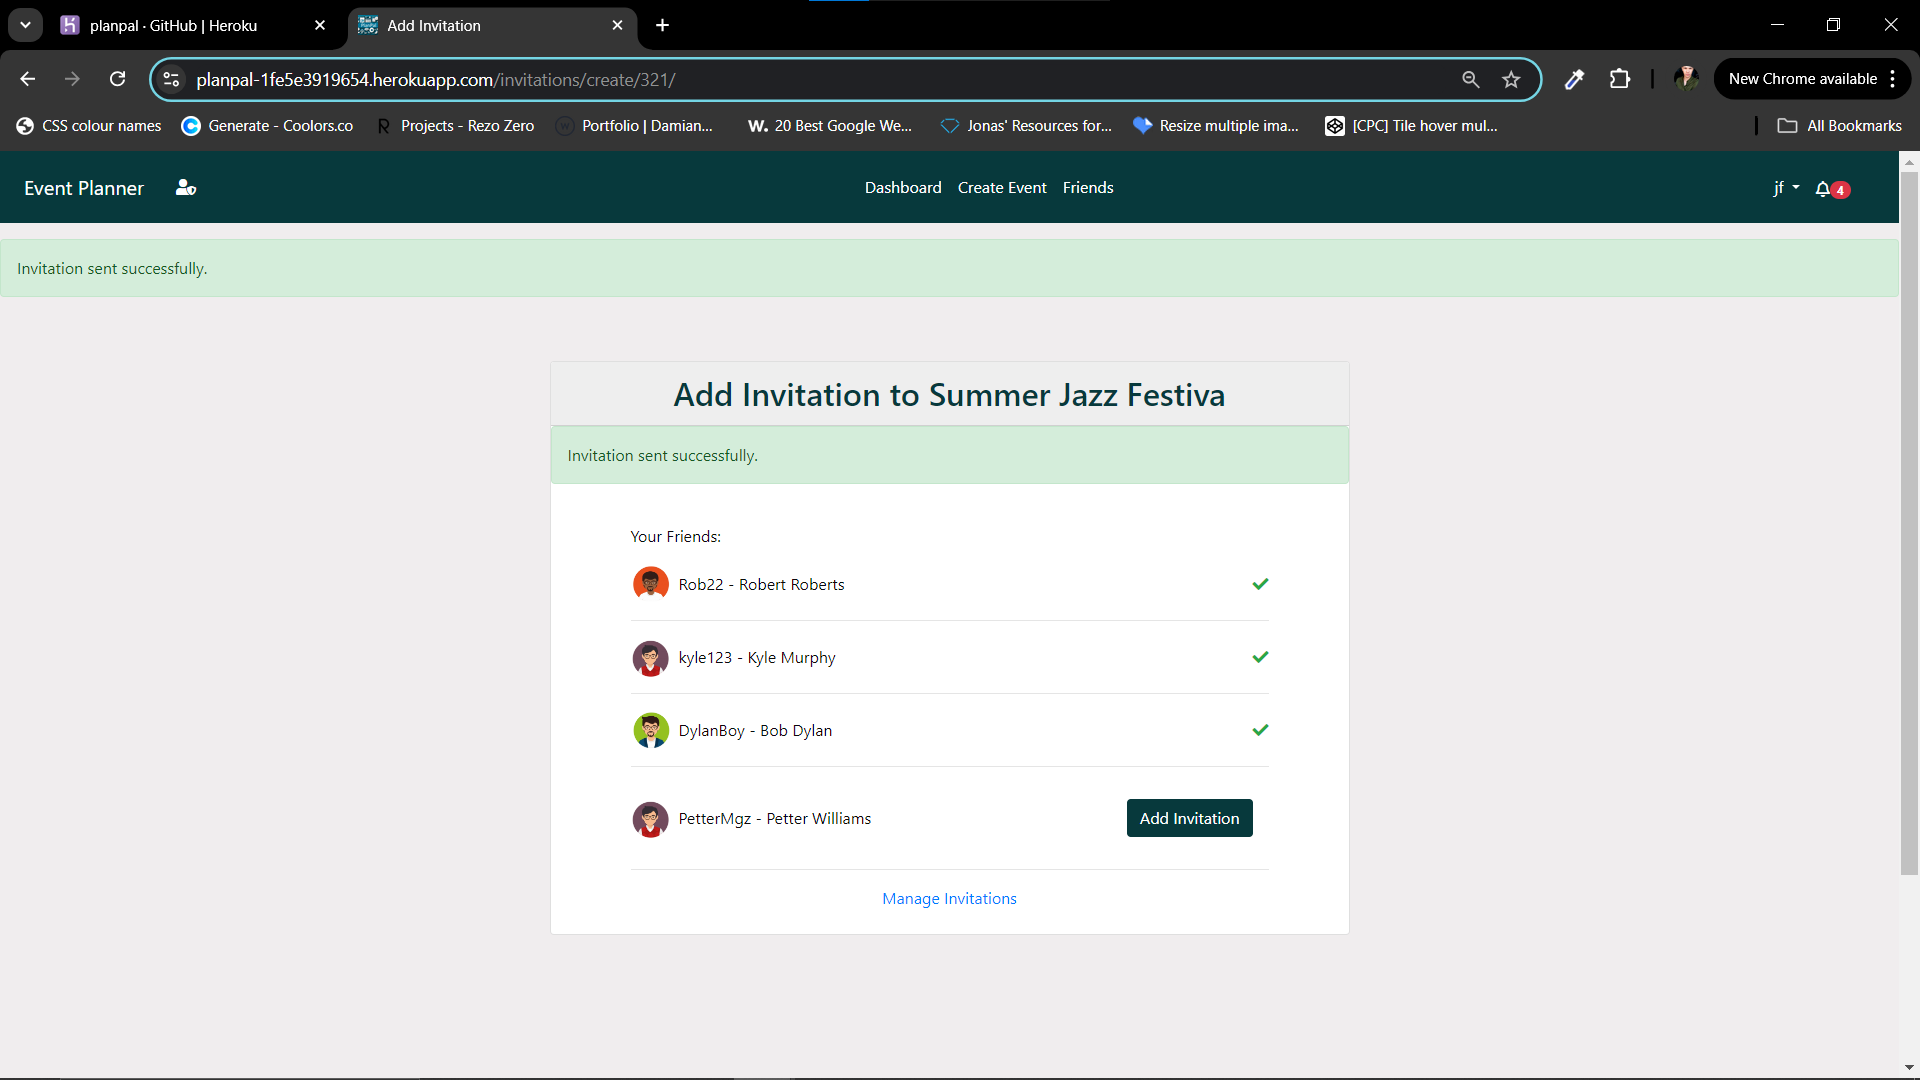 planpal · GitHub | Heroku
Add Invitation
planpal-1fe5e3919654.herokuapp.com/invitations/create/321/
New Chrome available
CSS colour names
Generate - Coolors.co
Projects - Rezo Zero
Portfolio | Damian...
20 Best Google We...
Jonas' Resources for...
Resize multiple ima...
[CPC] Tile hover mul...
All Bookmarks
Event Planner
Dashboard
Create Event
Friends
jf
4
Invitation sent successfully.
Add Invitation to Summer Jazz Festiva
Invitation sent successfully.
Your Friends:
Rob22 - Robert Roberts
kyle123 - Kyle Murphy
DylanBoy - Bob Dylan
PetterMgz - Petter Williams
Add Invitation
Manage Invitations